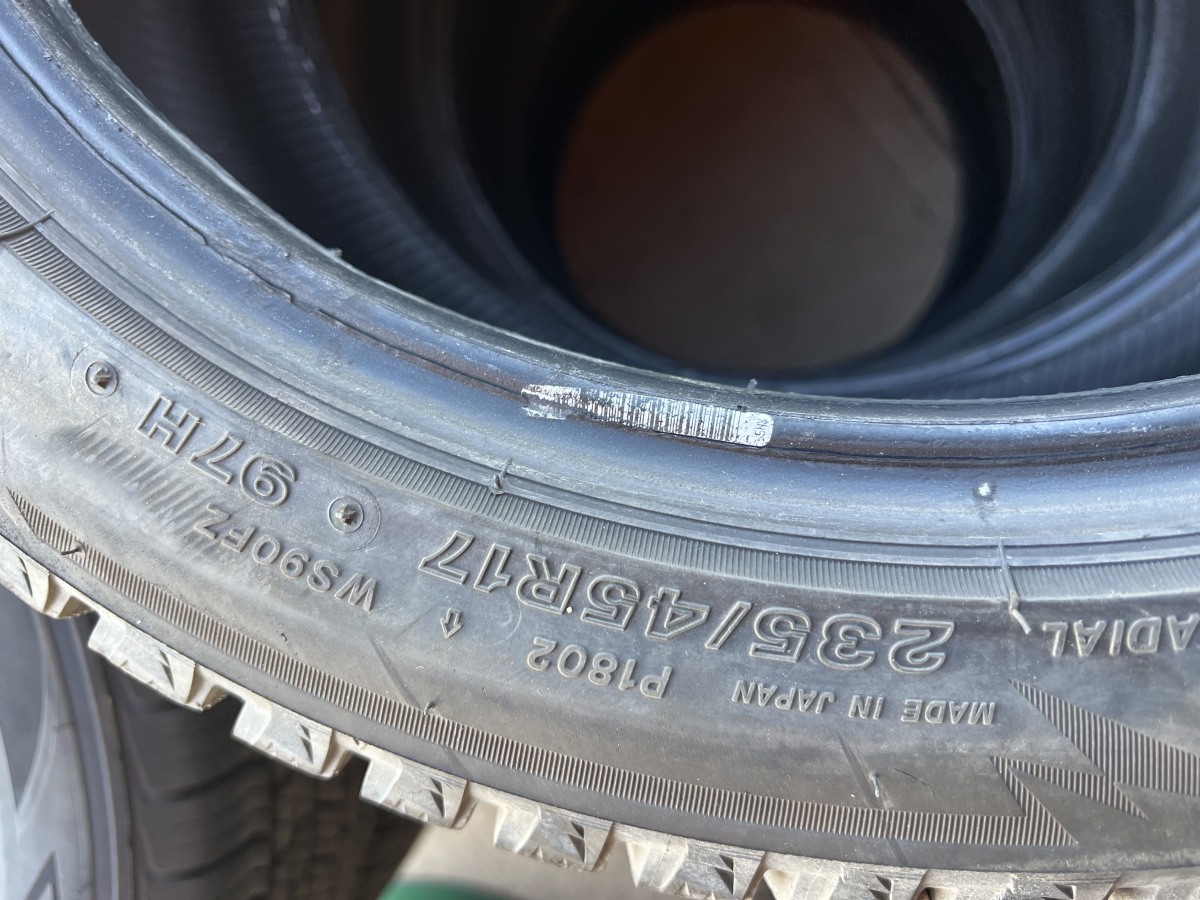 RADIAL
235/45R17 97H
MADE IN JAPAN
P1802
WS90FZ